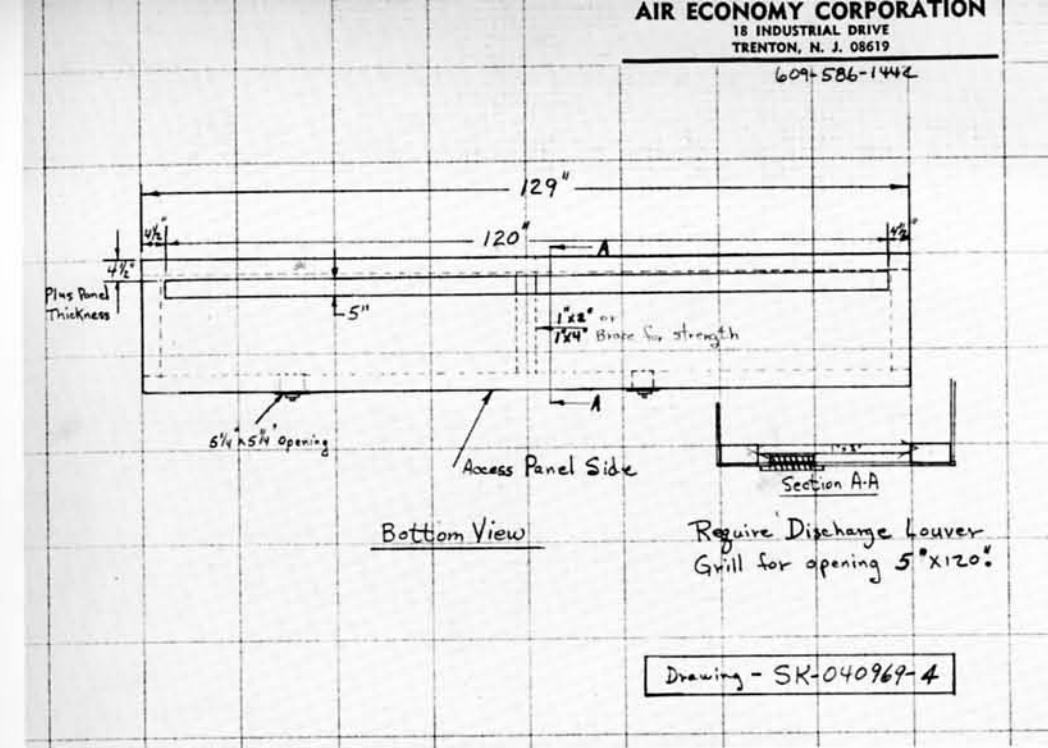 AIR ECONOMY CORPORATION
18 INDUSTRIAL DRIVE
TRENTON, N. J. 08619
609-586-1442
129"
4½"
120"
4½"
A
4½"
Plus Panel
Thickness
5"
1"x2" or
1"x4" Brace for strength
A
5¼" x 5¼" Opening
Access Panel Side
Section A-A
Bottom View
Require Discharge Louver
Grill for opening 5"x120".
Drawing - SK-040969-4